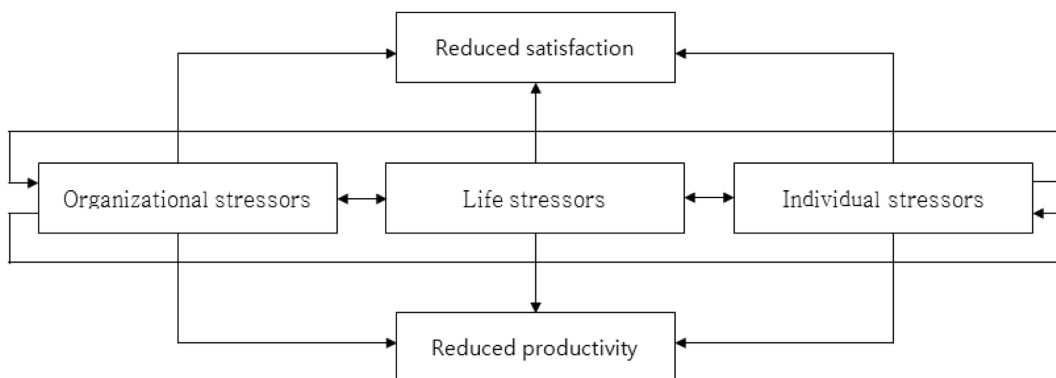 Reduced satisfaction
Organizational stressors
Life stressors
Individual stressors
Reduced productivity